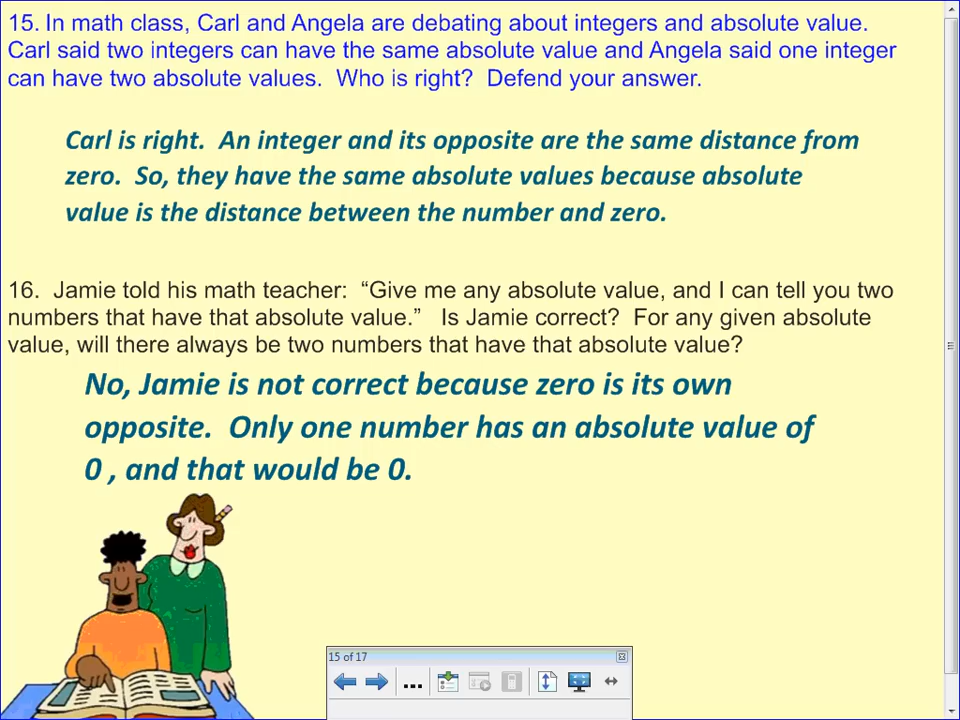 15. In math class, Carl and Angela are debating about integers and absolute value.
Carl said two integers can have the same absolute value and Angela said one integer
can have two absolute values.  Who is right?  Defend your answer.
Carl is right.  An integer and its opposite are the same distance from
zero.  So, they have the same absolute values because absolute
value is the distance between the number and zero.
16.  Jamie told his math teacher:  “Give me any absolute value, and I can tell you two
numbers that have that absolute value.”   Is Jamie correct?  For any given absolute
value, will there always be two numbers that have that absolute value?
No, Jamie is not correct because zero is its own
opposite.  Only one number has an absolute value of
0 , and that would be 0.
15 of 17